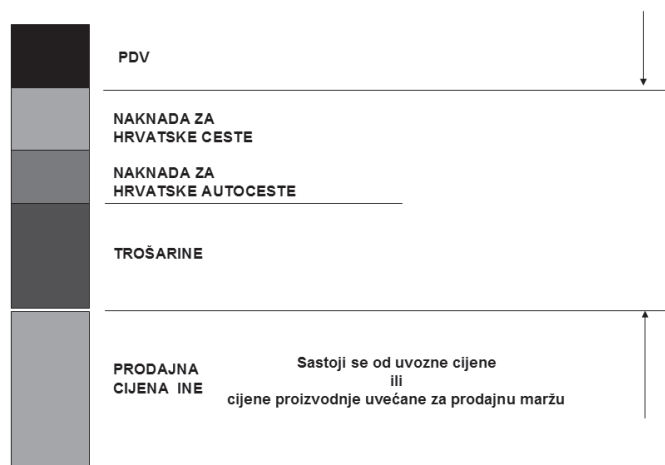 PDV
NAKNADA ZA
HRVATSKE CESTE
NAKNADA ZA
HRVATSKE AUTOCESTE
TROŠARINE
PRODAJNA
CIJENA INE
Sastoji se od uvozne cijene
ili
cijene proizvodnje uvećane za prodajnu maržu